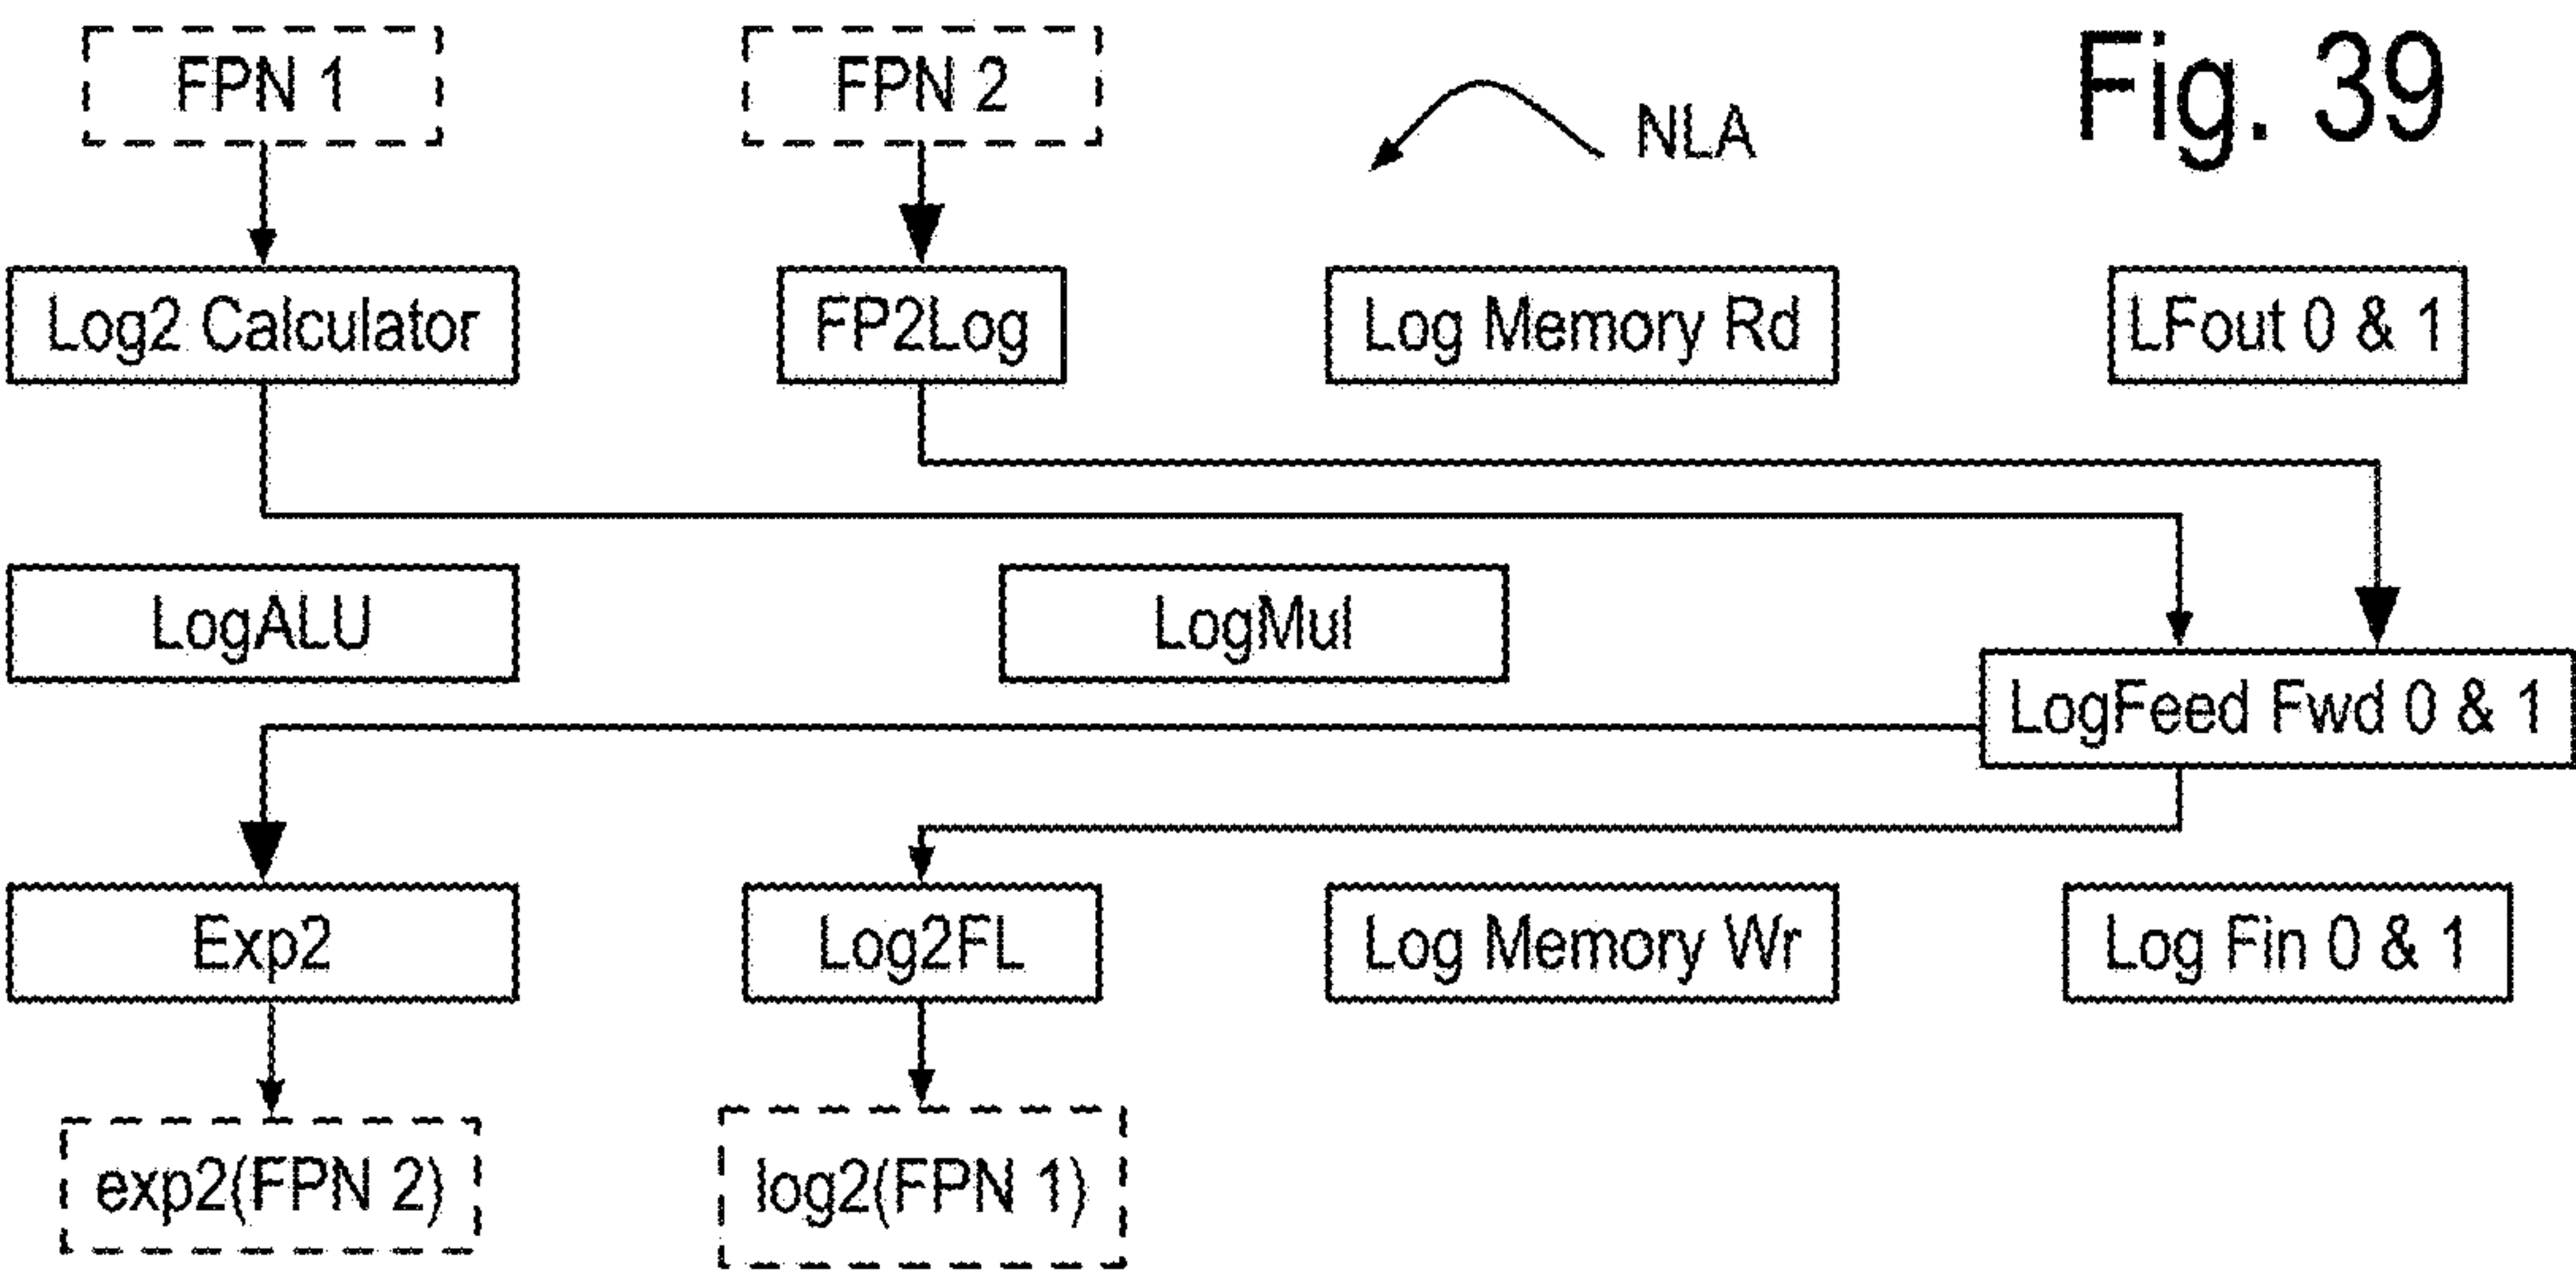 FPN 1
FPN 2
NLA
Fig. 39
Log2 Calculator
FP2Log
Log Memory Rd
LFout 0 & 1
LogALU
LogMul
LogFeed Fwd 0 & 1
Exp2
Log2FL
Log Memory Wr
Log Fin 0 & 1
exp2(FPN 2)
log2(FPN 1)